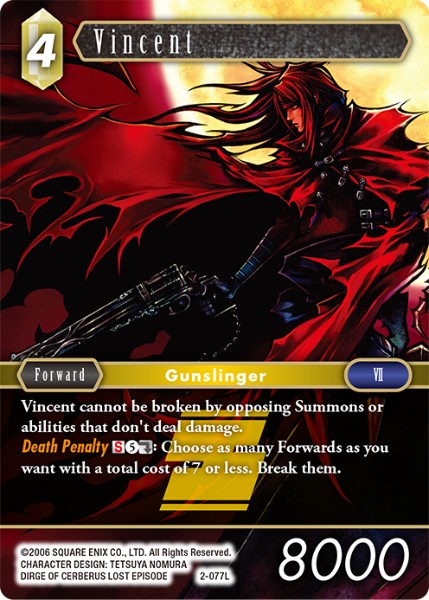 4
Vincent
Forward
Gunslinger
VII
Vincent cannot be broken by opposing Summons or
abilities that don't deal damage.
Death Penalty S5: Choose as many Forwards as you
want with a total cost of 7 or less. Break them.
©2006 SQUARE ENIX CO., LTD. All Rights Reserved.
CHARACTER DESIGN: TETSUYA NOMURA
DIRGE OF CERBERUS LOST EPISODE
2-077L
8000